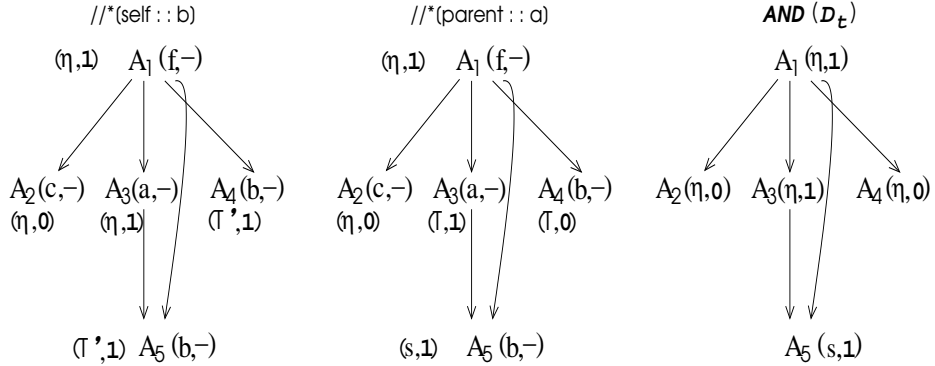 //*(self : : b) //*(parent : : a) AND (D_t)
(η,1) A₁ (f,–) (η,1) A₁ (f,–) A₁ (η,1)
A₂(c,–) A₃(a,–) A₄(b,–) A₂(c,–) A₃(a,–) A₄(b,–) A₂(η,0) A₃(η,1) A₄(η,0)
(η,0) (η,1) (T',1) (η,0) (T,1) (T,0)
(T',1) A₅ (b,–) (s,1) A₅ (b,–) A₅ (s,1)